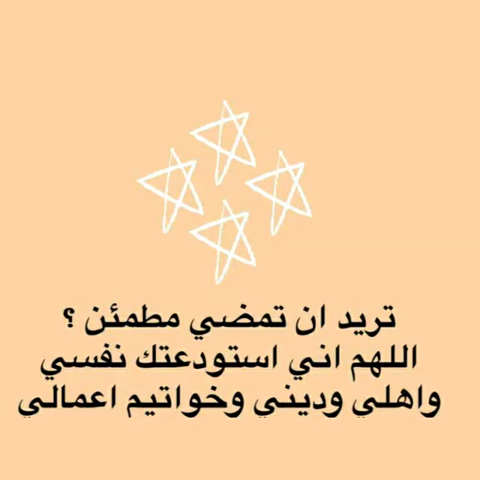 تريد ان تمضي مطمئن ؟
اللهم اني استودعتك نفسي
واهلي وديني وخواتيم اعمالي